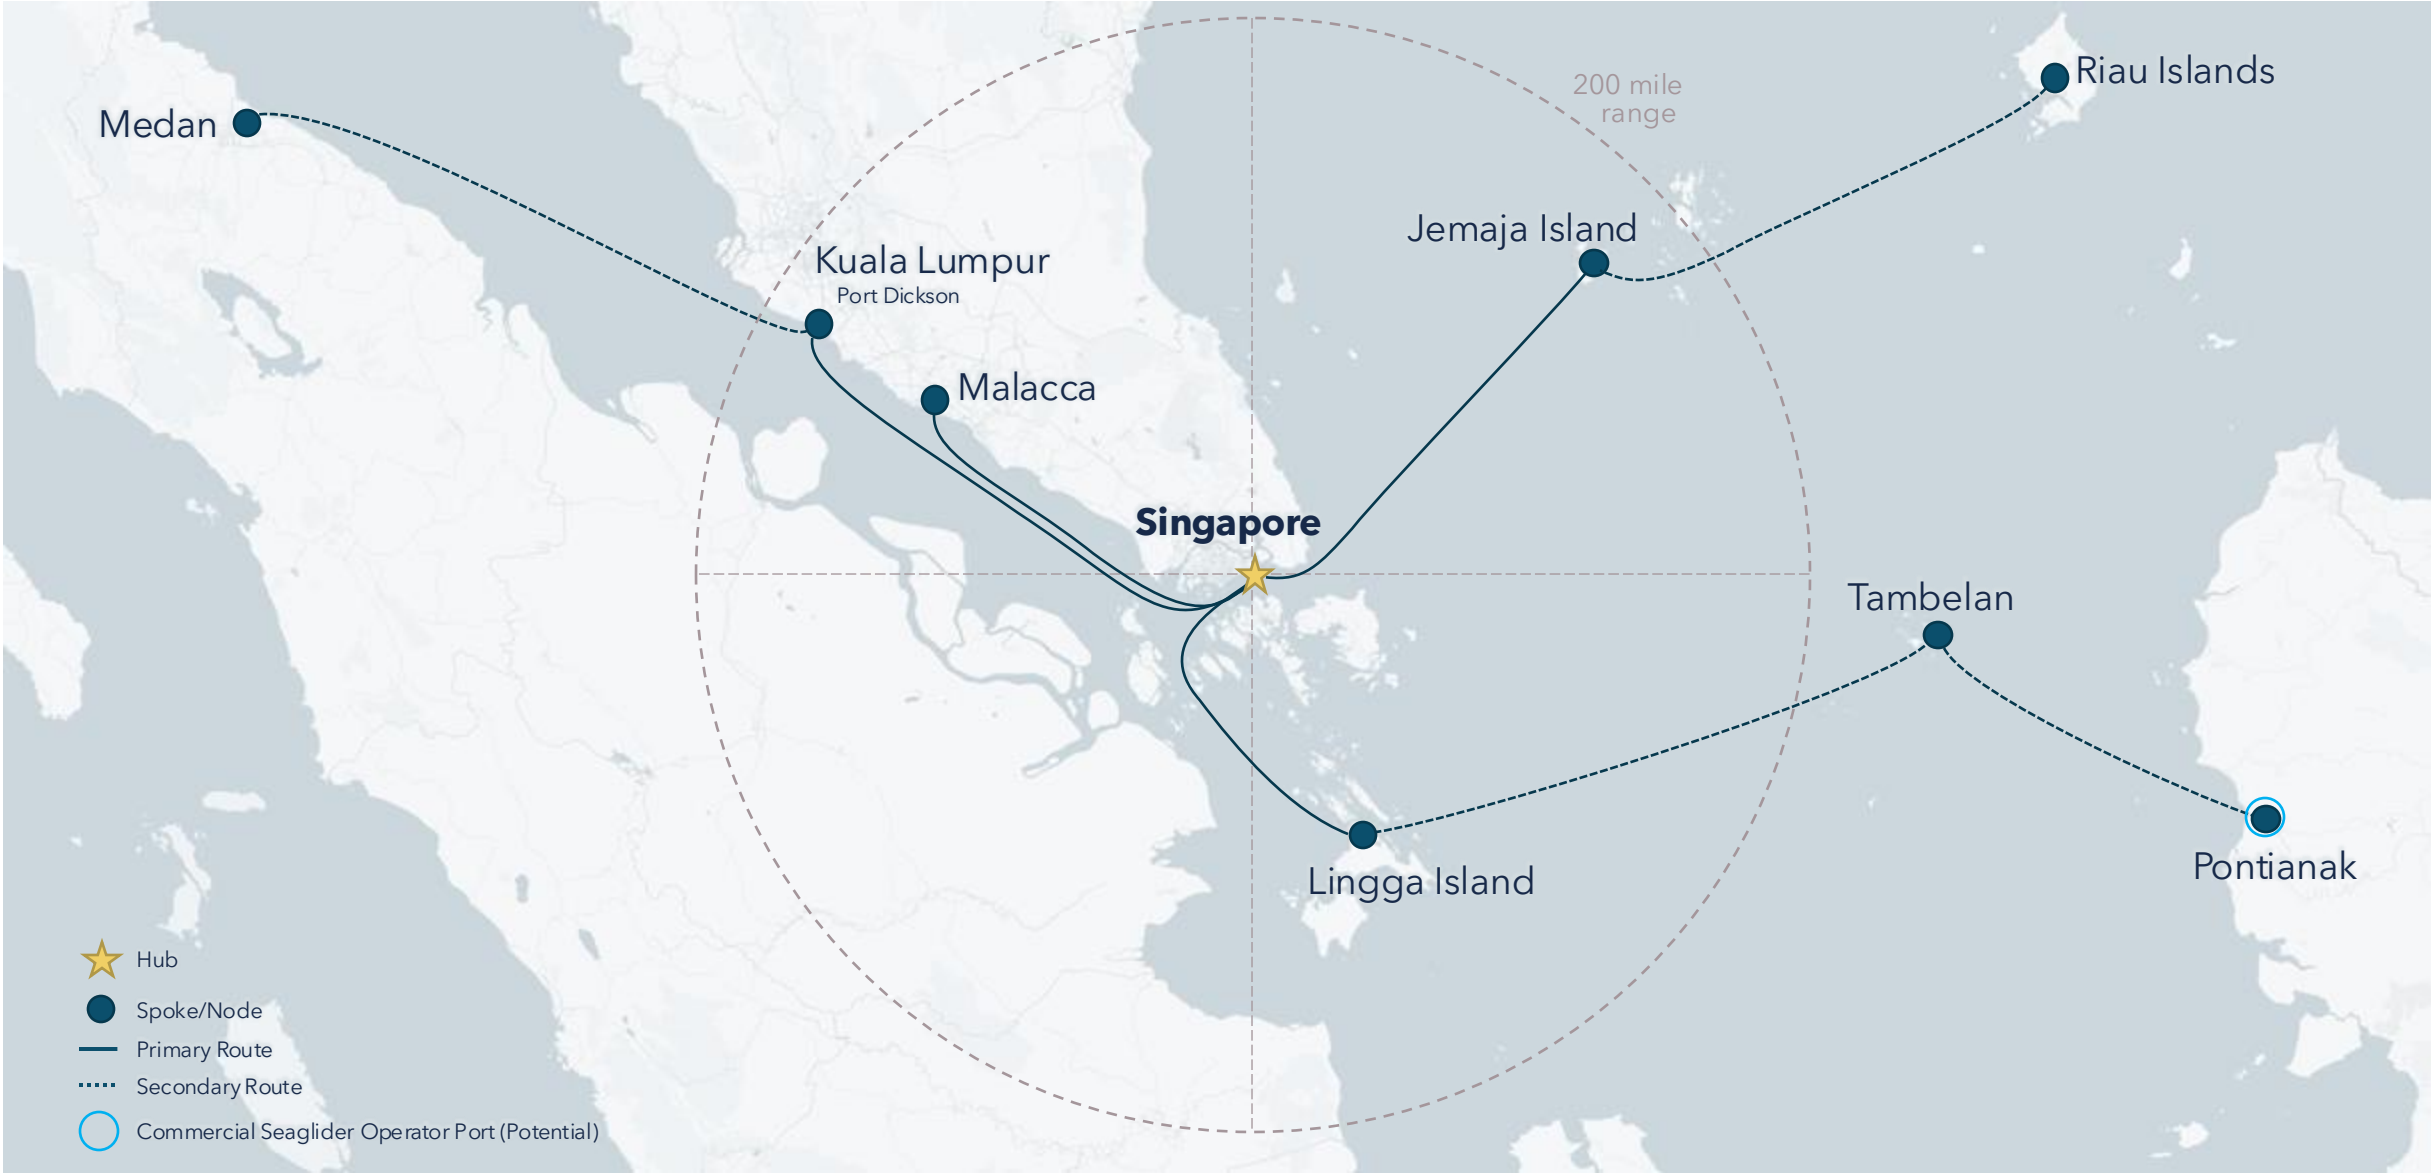 200 mile
range
Riau Islands
Medan
Jemaja Island
Kuala Lumpur
Port Dickson
Malacca
Singapore
Tambelan
Pontianak
Lingga Island
Hub
Spoke/Node
Primary Route
Secondary Route
Commercial Seaglider Operator Port (Potential)